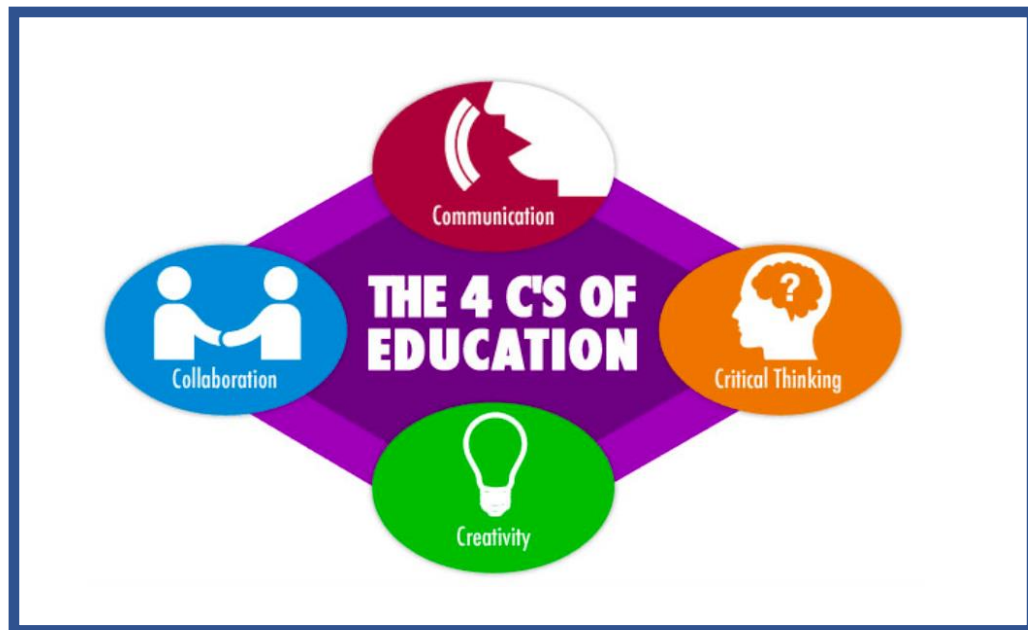 Communication
THE 4 C'S OF
EDUCATION
Collaboration
?
Critical Thinking
Creativity